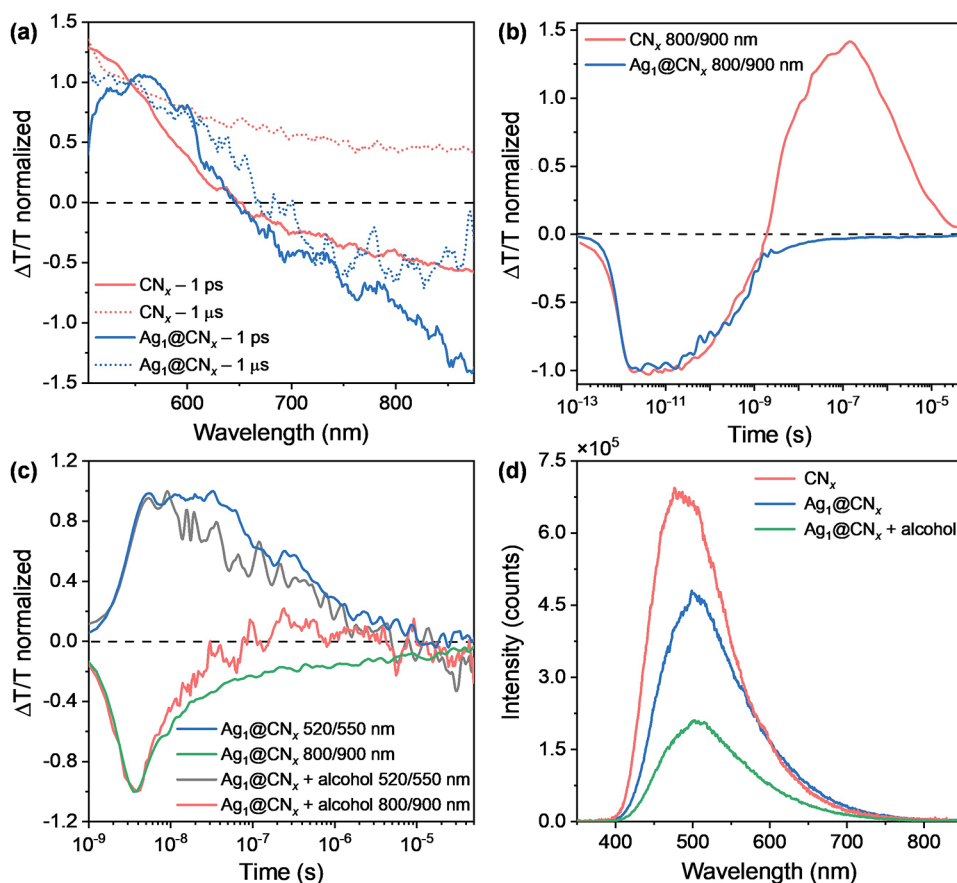 (a)
1.5
1.0
0.5
0.0
-0.5
-1.0
-1.5
ΔT/T normalized
CNx – 1 ps
CNx – 1 μs
Ag1@CNx – 1 ps
Ag1@CNx – 1 μs
600
700
800
Wavelength (nm)
(b)
1.5
1.0
0.5
0.0
-0.5
-1.0
ΔT/T normalized
CNx 800/900 nm
Ag1@CNx 800/900 nm
10-13
10-11
10-9
10-7
10-5
Time (s)
(c)
1.2
0.8
0.4
0.0
-0.4
-0.8
-1.2
ΔT/T normalized
Ag1@CNx 520/550 nm
Ag1@CNx 800/900 nm
Ag1@CNx + alcohol 520/550 nm
Ag1@CNx + alcohol 800/900 nm
10-9
10-8
10-7
10-6
10-5
Time (s)
(d)
×105
7.5
6.0
4.5
3.0
1.5
0.0
Intensity (counts)
CNx
Ag1@CNx
Ag1@CNx + alcohol
400
500
600
700
800
Wavelength (nm)